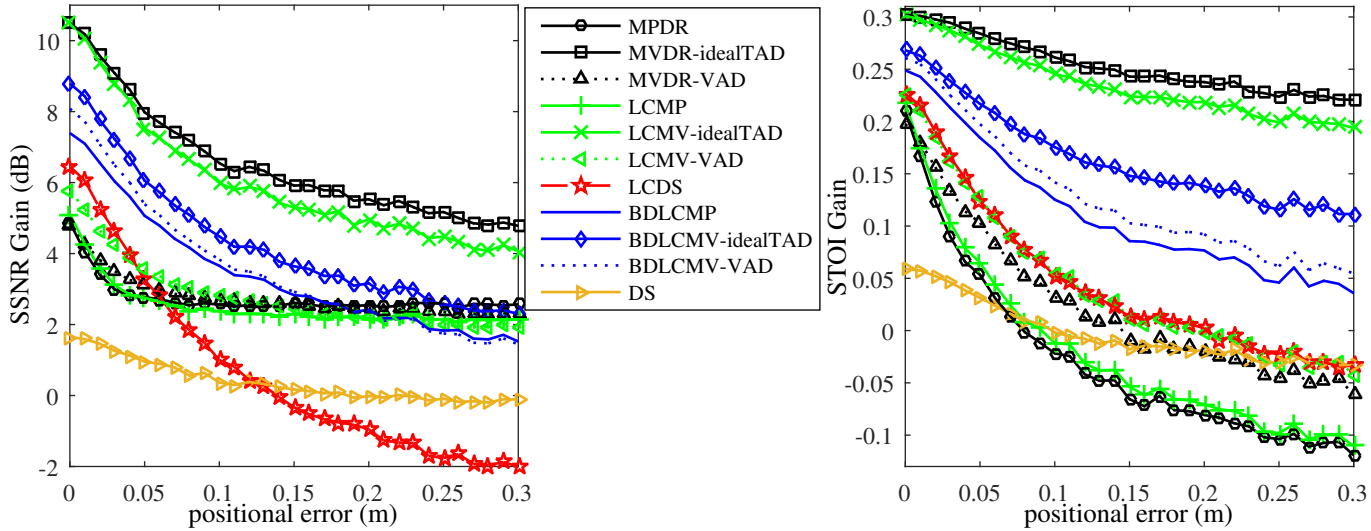 SSNR Gain (dB)
10
8
6
4
2
0
-2
0
0.05
0.1
0.15
0.2
0.25
0.3
positional error (m)
MPDR
MVDR-idealTAD
MVDR-VAD
LCMP
LCMV-idealTAD
LCMV-VAD
LCDS
BDLCMP
BDLCMV-idealTAD
BDLCMV-VAD
DS
STOI Gain
0.3
0.25
0.2
0.15
0.1
0.05
0
-0.05
-0.1
0
0.05
0.1
0.15
0.2
0.25
0.3
positional error (m)